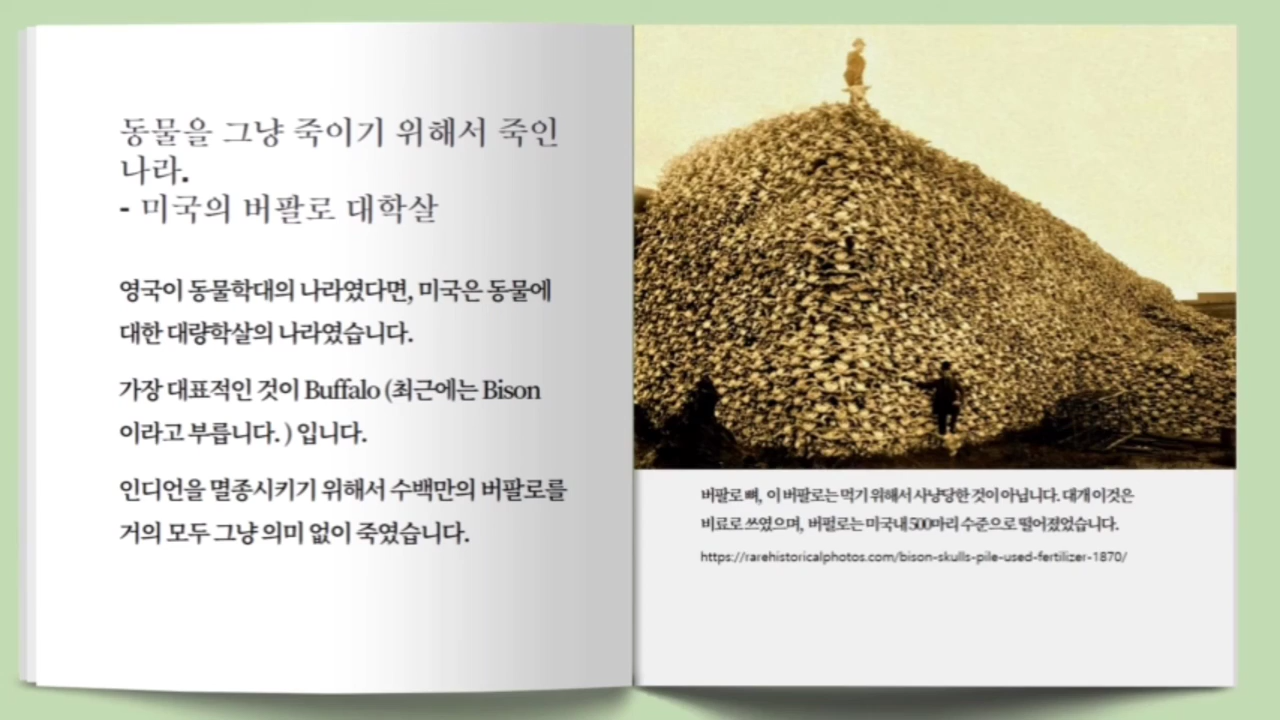 동물을 그냥 죽이기 위해서 죽인
나라.
- 미국의 버팔로 대학살
영국이 동물학대의 나라였다면, 미국은 동물에
대한 대량학살의 나라였습니다.
가장 대표적인 것이 Buffalo (최근에는 Bison
이라고 부릅니다. ) 입니다.
인디언을 멸종시키기 위해서 수백만의 버팔로를
거의 모두 그냥 의미 없이 죽였습니다.
버팔로 뼈, 이 버팔로는 먹기 위해서 사냥당한 것이 아닙니다. 대개 이것은
비료로 쓰였으며, 버펄로는 미국내 500마리 수준으로 떨어졌었습니다.
https://rarehistoricalphotos.com/bison-skulls-pile-used-fertilizer-1870/